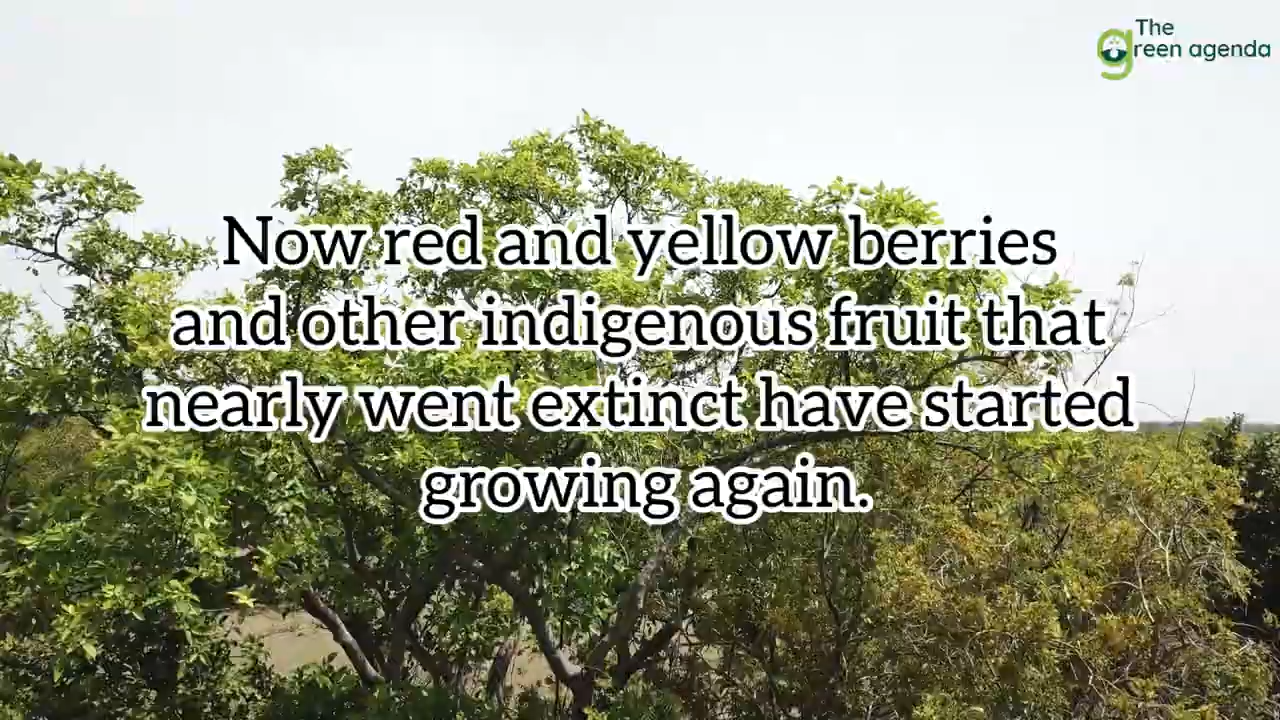 The
green agenda
Now red and yellow berries
and other indigenous fruit that
nearly went extinct have started
growing again.